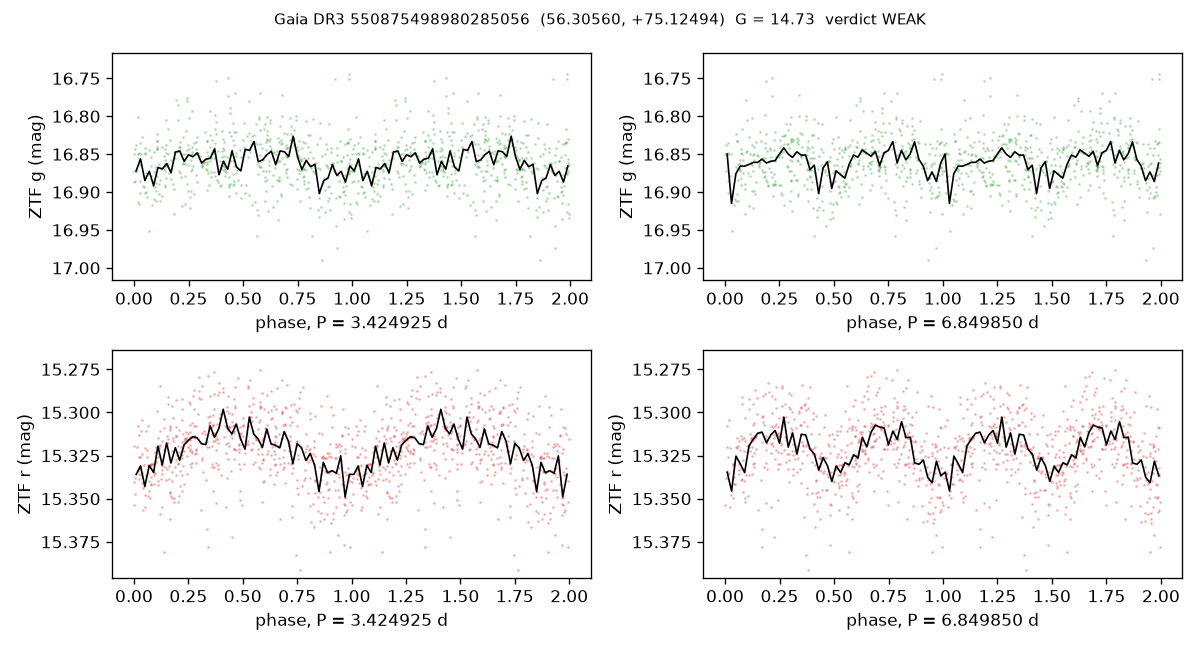 Gaia DR3 550875498980285056 (56.30560, +75.12494) G = 14.73 verdict WEAK
ZTF g (mag)
16.75
16.80
16.85
16.90
16.95
17.00
0.00 0.25 0.50 0.75 1.00 1.25 1.50 1.75 2.00
phase, P = 3.424925 d
ZTF g (mag)
16.75
16.80
16.85
16.90
16.95
17.00
0.00 0.25 0.50 0.75 1.00 1.25 1.50 1.75 2.00
phase, P = 6.849850 d
ZTF r (mag)
15.275
15.300
15.325
15.350
15.375
0.00 0.25 0.50 0.75 1.00 1.25 1.50 1.75 2.00
phase, P = 3.424925 d
ZTF r (mag)
15.275
15.300
15.325
15.350
15.375
0.00 0.25 0.50 0.75 1.00 1.25 1.50 1.75 2.00
phase, P = 6.849850 d